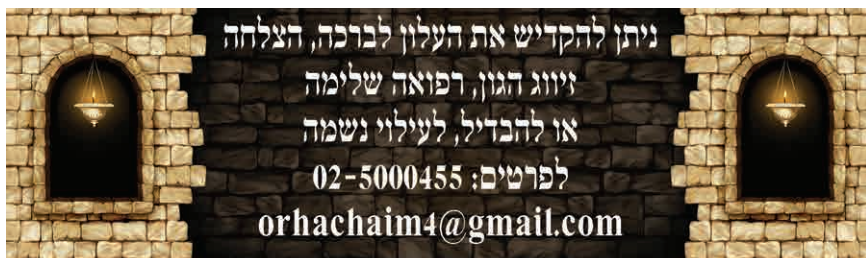 ניתן להקדיש את העלון לברכה, הצלחה
זיווג הגון, רפואה שלימה
או להבדיל, לעילוי נשמה
לפרטים: 02-5000455
orhachaim4@gmail.com